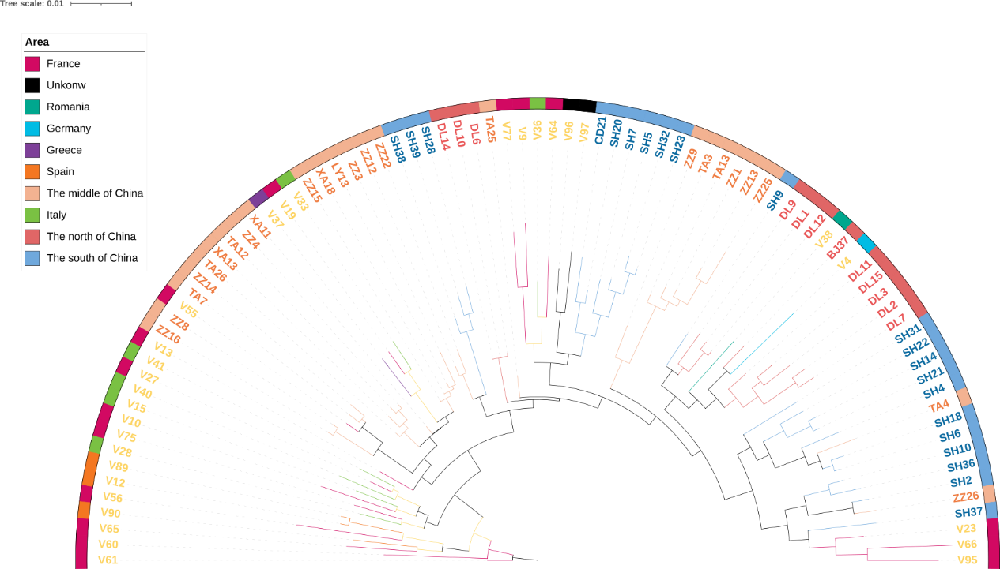 Tree scale: 0.01
Area
France
Unkonw
Romania
Germany
Greece
Spain
The middle of China
Italy
The north of China
The south of China
V61
V60
V65
V90
V56
V12
V89
V28
V75
V10
V15
V40
V27
V41
V13
ZZ16
ZZ8
V55
TA7
ZZ14
TA26
XA13
TA12
ZZ4
XA11
V37
V19
V33
ZZ15
XA18
LY13
ZZ3
ZZ12
ZZ22
SH38
SH39
SH28
DL14
DL10
DL6
TA25
V77
V9
V36
V64
V96
V97
CD21
SH20
SH7
SH5
SH32
SH23
ZZ9
TA3
TA13
ZZ1
ZZ13
ZZ25
SH9
DL9
DL1
DL12
V38
BJ37
V4
DL11
DL15
DL3
DL2
DL7
SH31
SH22
SH14
SH21
SH4
TA4
SH18
SH6
SH10
SH36
SH2
ZZ26
SH37
V23
V66
V95